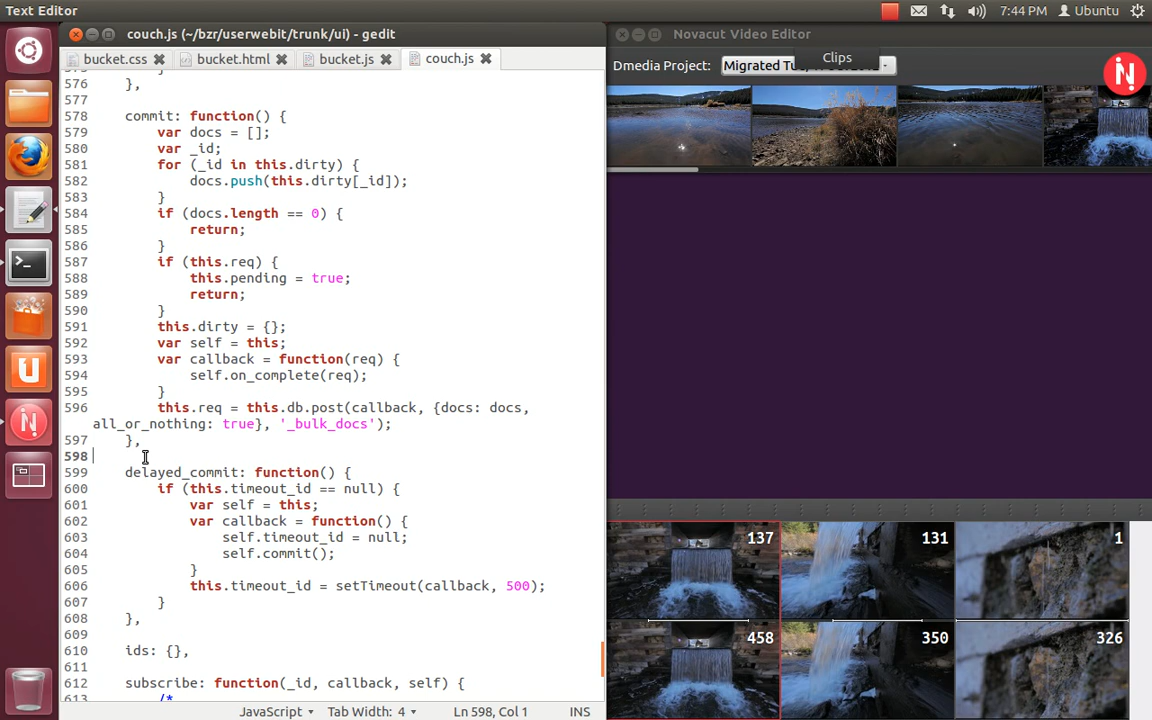 Text Editor
7:44 PM
Ubuntu
couch.js (~/bzr/userwebit/trunk/ui) - gedit
bucket.css
bucket.html
bucket.js
couch.js
576 },
577
578 commit: function() {
579 var docs = [];
580 var _id;
581 for (_id in this.dirty) {
582 docs.push(this.dirty[_id]);
583 }
584 if (docs.length == 0) {
585 return;
586 }
587 if (this.req) {
588 this.pending = true;
589 return;
590 }
591 this.dirty = {};
592 var self = this;
593 var callback = function(req) {
594 self.on_complete(req);
595 }
596 this.req = this.db.post(callback, {docs: docs,
all_or_nothing: true}, '_bulk_docs');
597 },
598
599 delayed_commit: function() {
600 if (this.timeout_id == null) {
601 var self = this;
602 var callback = function() {
603 self.timeout_id = null;
604 self.commit();
605 }
606 this.timeout_id = setTimeout(callback, 500);
607 }
608 },
609
610 ids: {},
611
612 subscribe: function(_id, callback, self) {
613 /*
JavaScript
Tab Width: 4
Ln 598, Col 1
INS
Novacut Video Editor
Dmedia Project:
Migrated
Clips
137
131
1
458
350
326